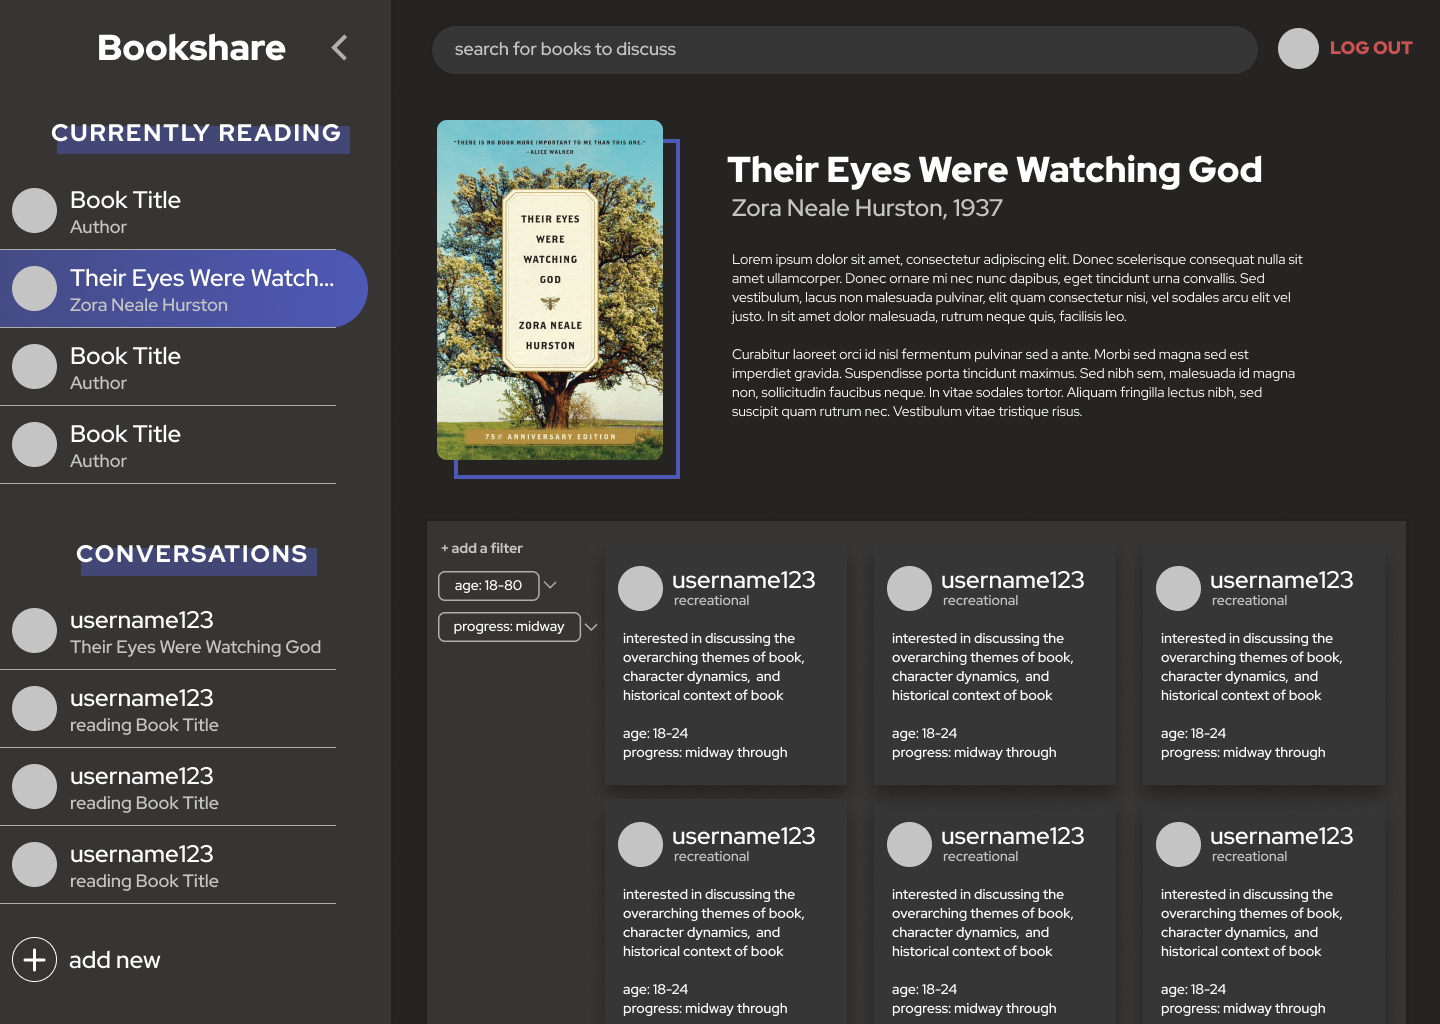 Bookshare
CURRENTLY READING
Book Title
Author
Their Eyes Were Watch...
Zora Neale Hurston
Book Title
Author
Book Title
Author
CONVERSATIONS
username123
Their Eyes Were Watching God
username123
reading Book Title
username123
reading Book Title
username123
reading Book Title
add new
search for books to discuss
LOG OUT
"THERE IS NO BOOK MORE IMPORTANT TO ME THAN THIS ONE."
—ALICE WALKER
THEIR EYES
WERE
WATCHING
GOD
ZORA NEALE
HURSTON
75th ANNIVERSARY EDITION
Their Eyes Were Watching God
Zora Neale Hurston, 1937
Lorem ipsum dolor sit amet, consectetur adipiscing elit. Donec scelerisque consequat nulla sit
amet ullamcorper. Donec ornare mi nec nunc dapibus, eget tincidunt urna convallis. Sed
vestibulum, lacus non malesuada pulvinar, elit quam consectetur nisi, vel sodales arcu elit vel
justo. In sit amet dolor malesuada, rutrum neque quis, facilisis leo.
Curabitur laoreet orci id nisl fermentum pulvinar sed a ante. Morbi sed magna sed est
imperdiet gravida. Suspendisse porta tincidunt maximus. Sed nibh sem, malesuada id magna
non, sollicitudin faucibus neque. In vitae sodales tortor. Aliquam fringilla lectus nibh, sed
suscipit quam rutrum nec. Vestibulum vitae tristique risus.
+ add a filter
age: 18-80
progress: midway
username123
recreational
interested in discussing the
overarching themes of book,
character dynamics, and
historical context of book
age: 18-24
progress: midway through
username123
recreational
interested in discussing the
overarching themes of book,
character dynamics, and
historical context of book
age: 18-24
progress: midway through
username123
recreational
interested in discussing the
overarching themes of book,
character dynamics, and
historical context of book
age: 18-24
progress: midway through
username123
recreational
interested in discussing the
overarching themes of book,
character dynamics, and
historical context of book
age: 18-24
progress: midway through
username123
recreational
interested in discussing the
overarching themes of book,
character dynamics, and
historical context of book
age: 18-24
progress: midway through
username123
recreational
interested in discussing the
overarching themes of book,
character dynamics, and
historical context of book
age: 18-24
progress: midway through